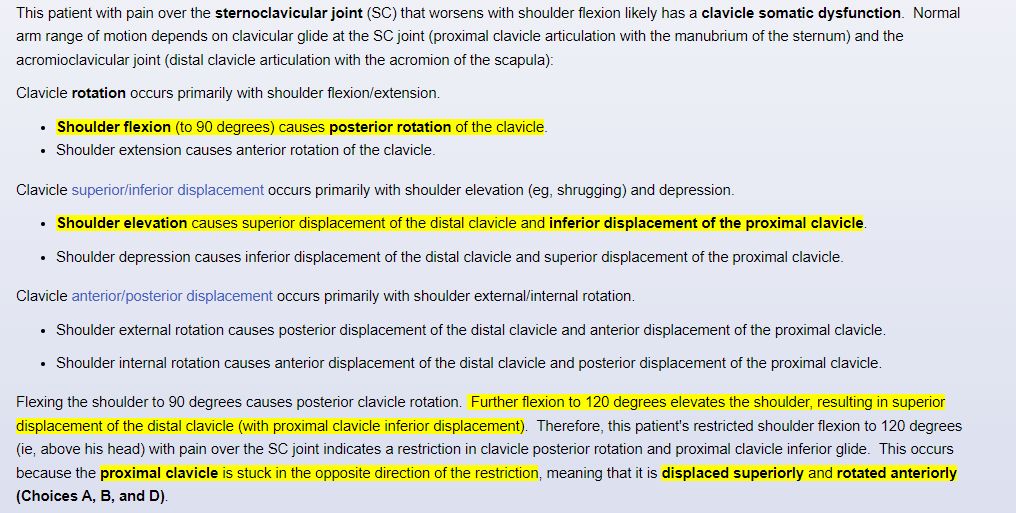 This patient with pain over the sternoclavicular joint (SC) that worsens with shoulder flexion likely has a clavicle somatic dysfunction.  Normal
arm range of motion depends on clavicular glide at the SC joint (proximal clavicle articulation with the manubrium of the sternum) and the
acromioclavicular joint (distal clavicle articulation with the acromion of the scapula):
Clavicle rotation occurs primarily with shoulder flexion/extension.
• Shoulder flexion (to 90 degrees) causes posterior rotation of the clavicle.
• Shoulder extension causes anterior rotation of the clavicle.
Clavicle superior/inferior displacement occurs primarily with shoulder elevation (eg, shrugging) and depression.
• Shoulder elevation causes superior displacement of the distal clavicle and inferior displacement of the proximal clavicle.
• Shoulder depression causes inferior displacement of the distal clavicle and superior displacement of the proximal clavicle.
Clavicle anterior/posterior displacement occurs primarily with shoulder external/internal rotation.
• Shoulder external rotation causes posterior displacement of the distal clavicle and anterior displacement of the proximal clavicle.
• Shoulder internal rotation causes anterior displacement of the distal clavicle and posterior displacement of the proximal clavicle.
Flexing the shoulder to 90 degrees causes posterior clavicle rotation.  Further flexion to 120 degrees elevates the shoulder, resulting in superior
displacement of the distal clavicle (with proximal clavicle inferior displacement).  Therefore, this patient's restricted shoulder flexion to 120 degrees
(ie, above his head) with pain over the SC joint indicates a restriction in clavicle posterior rotation and proximal clavicle inferior glide.  This occurs
because the proximal clavicle is stuck in the opposite direction of the restriction, meaning that it is displaced superiorly and rotated anteriorly
(Choices A, B, and D).